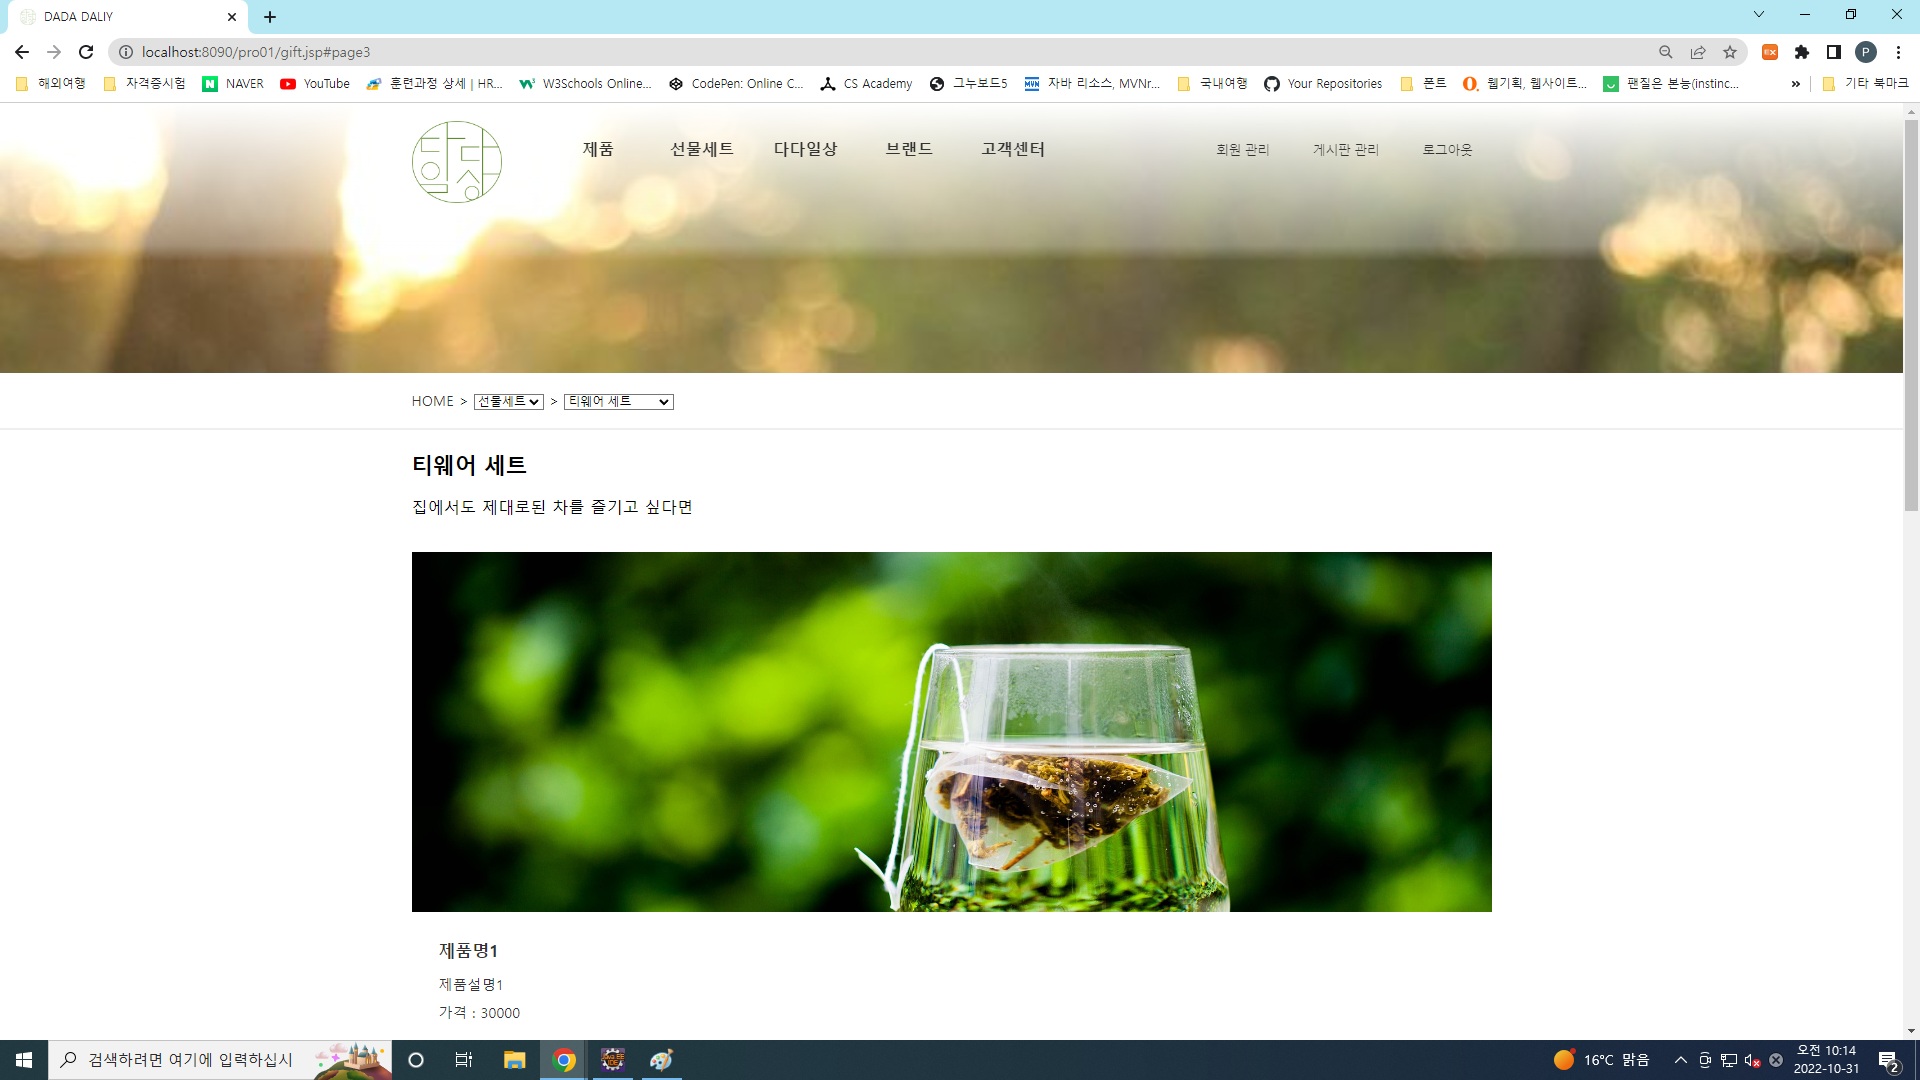 DADA DALIY
localhost:8090/pro01/gift.jsp#page3
해외여행 자격증시험 NAVER YouTube 훈련과정 상세 | HR... W3Schools Online... CodePen: Online C... CS Academy 그누보드5 자바 리소스, MVNr... 국내여행 Your Repositories 폰트 웹기획, 웹사이트... 팬질은 본능(instinc... » 기타 북마크
담상
제품 선물세트 다다일상 브랜드 고객센터 회원 관리 게시판 관리 로그아웃
HOME > 선물세트 > 티웨어 세트
티웨어 세트
집에서도 제대로된 차를 즐기고 싶다면
제품명1
제품설명1
가격 : 30000
검색하려면 여기에 입력하십시
16°C 맑음
오전 10:14
2022-10-31
2